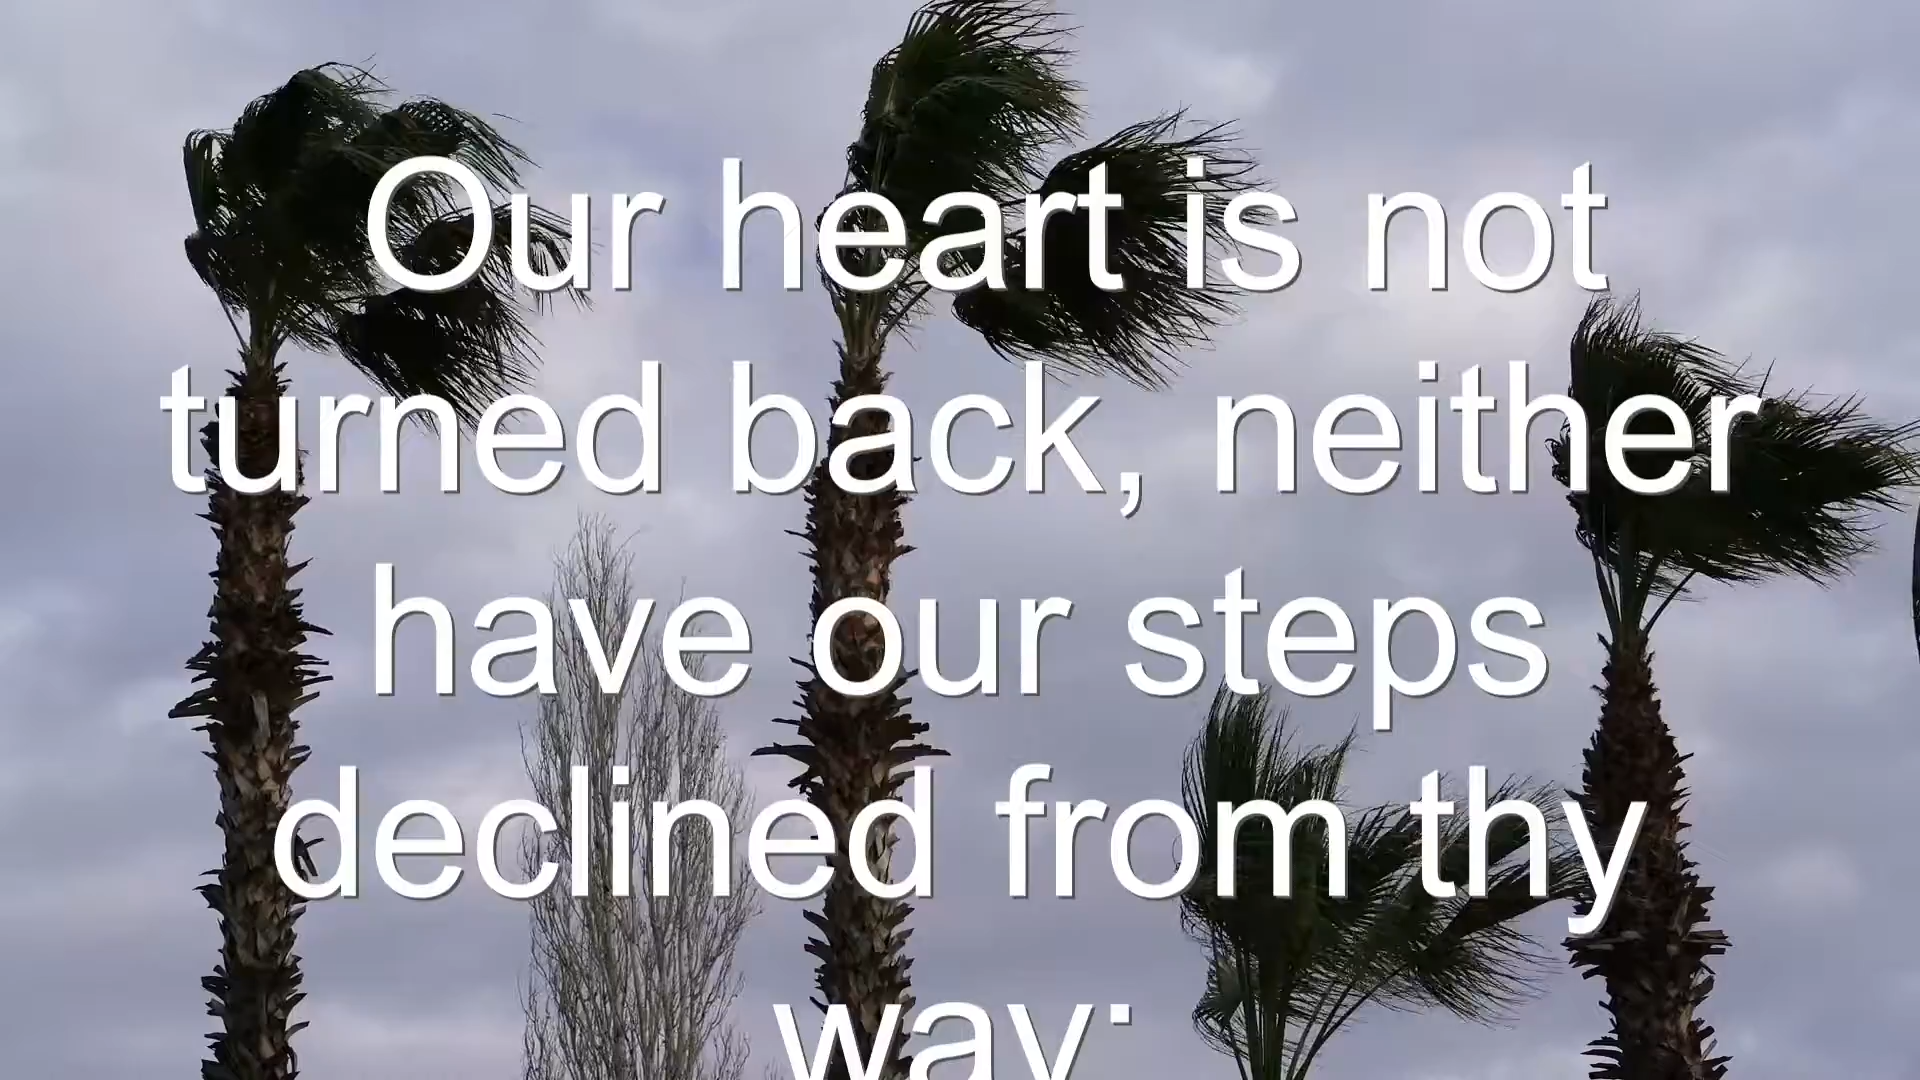 Our heart is not
turned back, neither
have our steps
declined from thy
way;